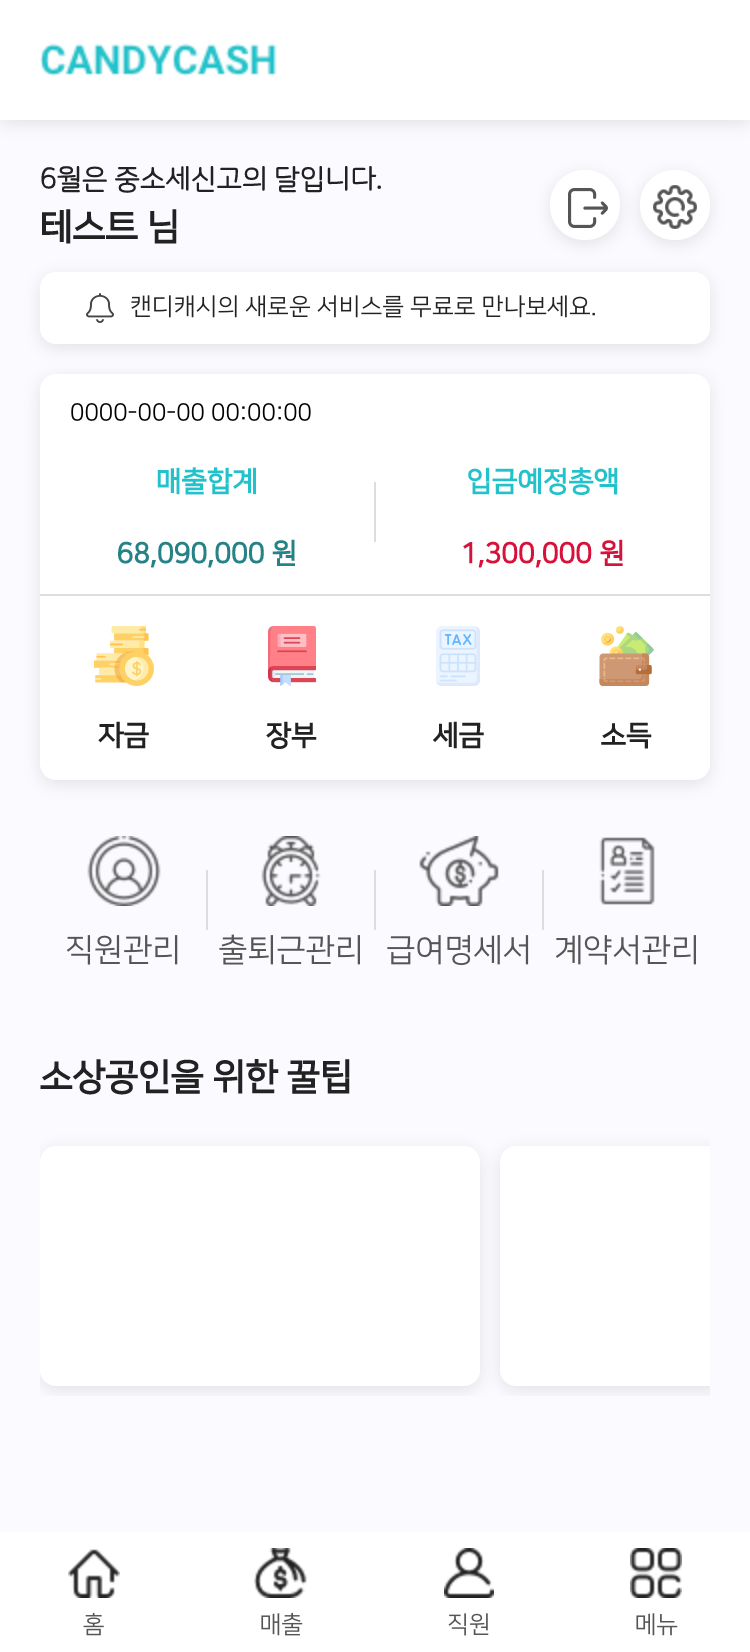 CANDYCASH
6월은 중소세신고의 달입니다.
테스트 님
캔디캐시의 새로운 서비스를 무료로 만나보세요.
0000-00-00 00:00:00
매출합계 입금예정총액
68,090,000 원 1,300,000 원
TAX
자금 장부 세금 소득
직원관리 출퇴근관리 급여명세서 계약서관리
소상공인을 위한 꿀팁
홈 매출 직원 메뉴